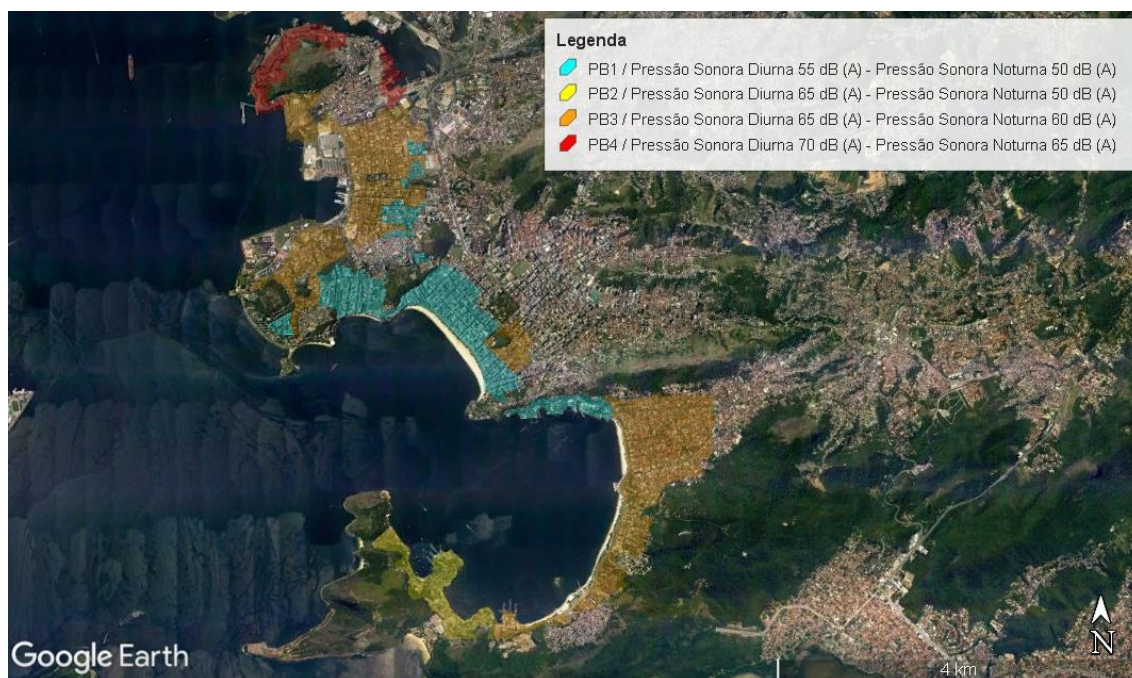 Legenda
PB1 / Pressão Sonora Diurna 55 dB (A) - Pressão Sonora Noturna 50 dB (A)
PB2 / Pressão Sonora Diurna 65 dB (A) - Pressão Sonora Noturna 50 dB (A)
PB3 / Pressão Sonora Diurna 65 dB (A) - Pressão Sonora Noturna 60 dB (A)
PB4 / Pressão Sonora Diurna 70 dB (A) - Pressão Sonora Noturna 65 dB (A)
N
Google Earth
4 km